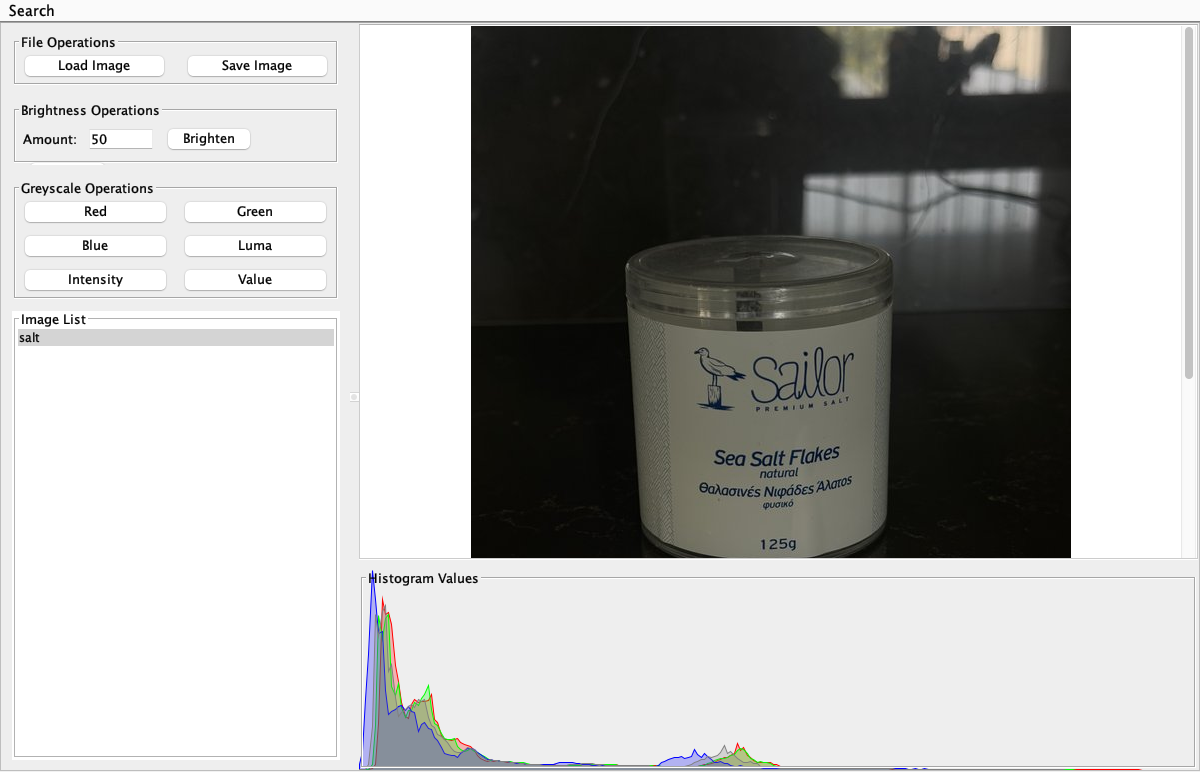 Search
File Operations
Load Image
Save Image
Brightness Operations
Amount: 50
Brighten
Greyscale Operations
Red
Green
Blue
Luma
Intensity
Value
Image List
salt
Sailor
PREMIUM SALT
Sea Salt Flakes
natural
Θαλασινές Νιφάδες Άλατος
φυσικό
125g
Histogram Values